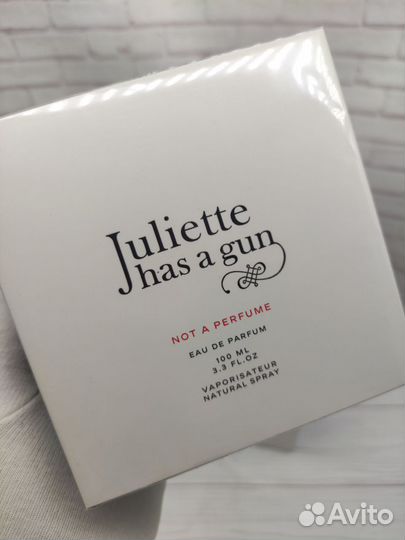 Juliette
has a gun
NOT A PERFUME
EAU DE PARFUM
100 ML
3.3 FL.OZ
VAPORISATEUR
NATURAL SPRAY
Avito